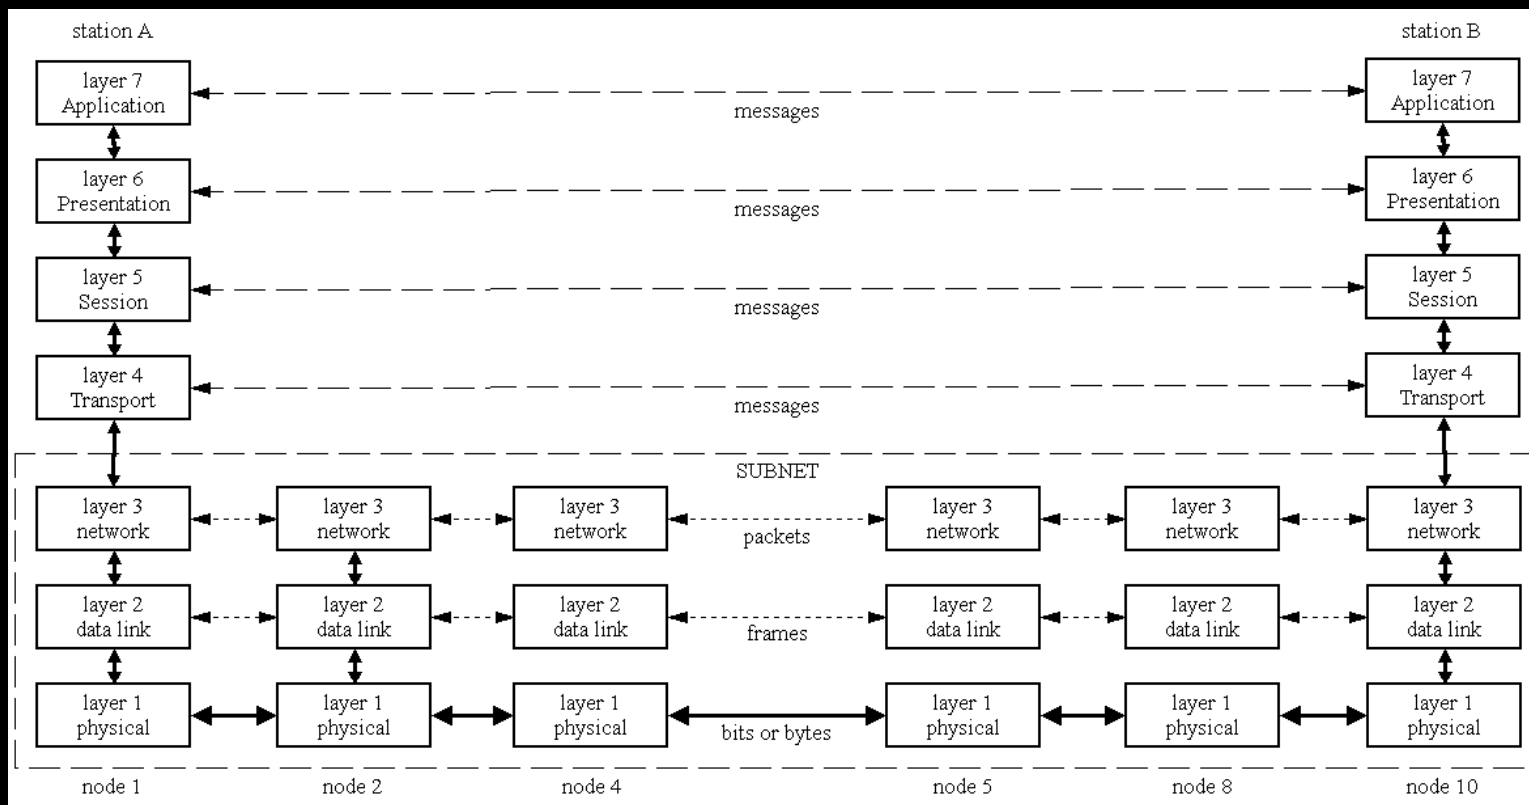 station A
station B
layer 7
Application
layer 7
Application
messages
layer 6
Presentation
layer 6
Presentation
messages
layer 5
Session
layer 5
Session
messages
layer 4
Transport
layer 4
Transport
messages
SUBNET
layer 3
network
layer 3
network
layer 3
network
packets
layer 3
network
layer 3
network
layer 3
network
layer 2
data link
layer 2
data link
layer 2
data link
frames
layer 2
data link
layer 2
data link
layer 2
data link
layer 1
physical
layer 1
physical
layer 1
physical
bits or bytes
layer 1
physical
layer 1
physical
layer 1
physical
node 1
node 2
node 4
node 5
node 8
node 10